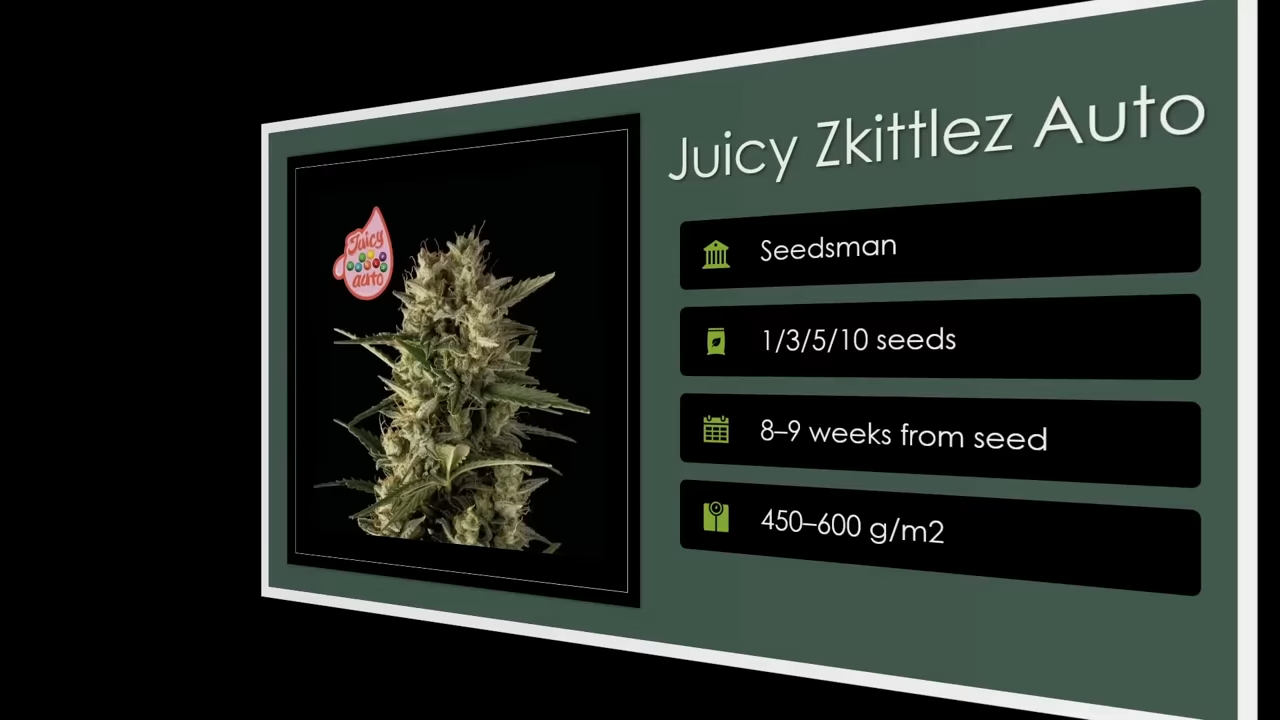 Juicy Zkittlez Auto
Juicy
auto
Seedsman
1/3/5/10 seeds
8–9 weeks from seed
450–600 g/m2